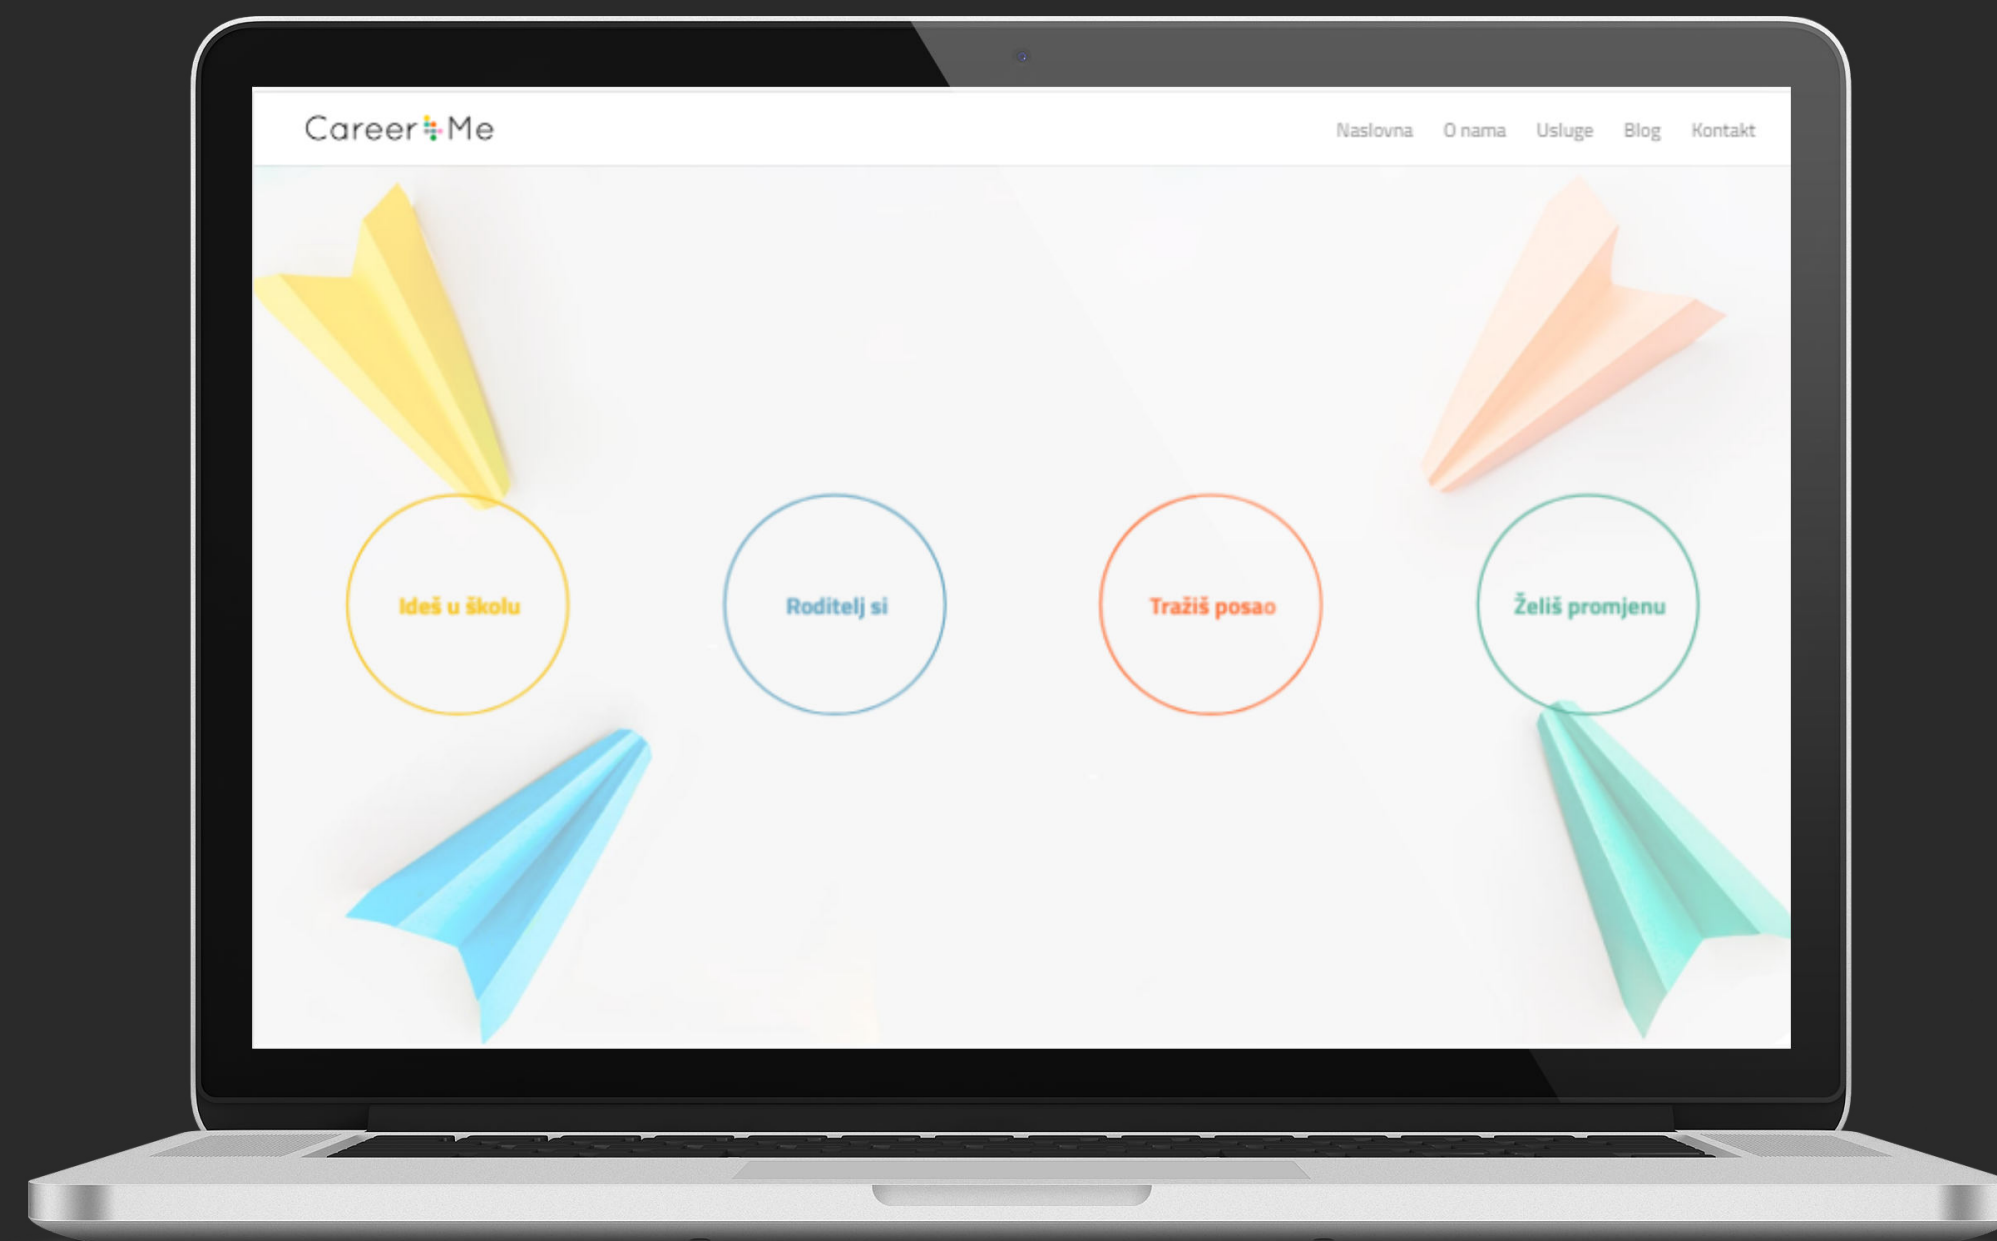 Career Me
Naslovna O nama Usluge Blog Kontakt
Ideš u školu
Roditelj si
Tražiš posao
Želiš promjenu